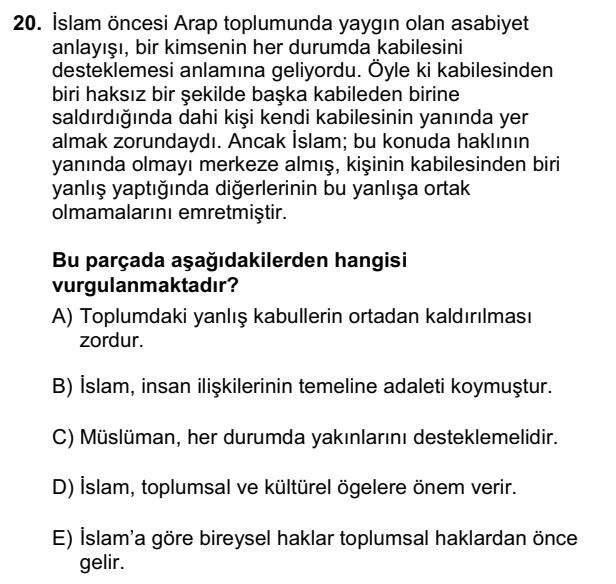 20. İslam öncesi Arap toplumunda yaygın olan asabiyet
anlayışı, bir kimsenin her durumda kabilesini
desteklemesi anlamına geliyordu. Öyle ki kabilesinden
biri haksız bir şekilde başka kabileden birine
saldırdığında dahi kişi kendi kabilesinin yanında yer
almak zorundaydı. Ancak İslam; bu konuda haklının
yanında olmayı merkeze almış, kişinin kabilesinden biri
yanlış yaptığında diğerlerinin bu yanlışa ortak
olmamalarını emretmiştir.
Bu parçada aşağıdakilerden hangisi
vurgulanmaktadır?
A) Toplumdaki yanlış kabullerin ortadan kaldırılması
zordur.
B) İslam, insan ilişkilerinin temeline adaleti koymuştur.
C) Müslüman, her durumda yakınlarını desteklemelidir.
D) İslam, toplumsal ve kültürel ögelere önem verir.
E) İslam’a göre bireysel haklar toplumsal haklardan önce
gelir.